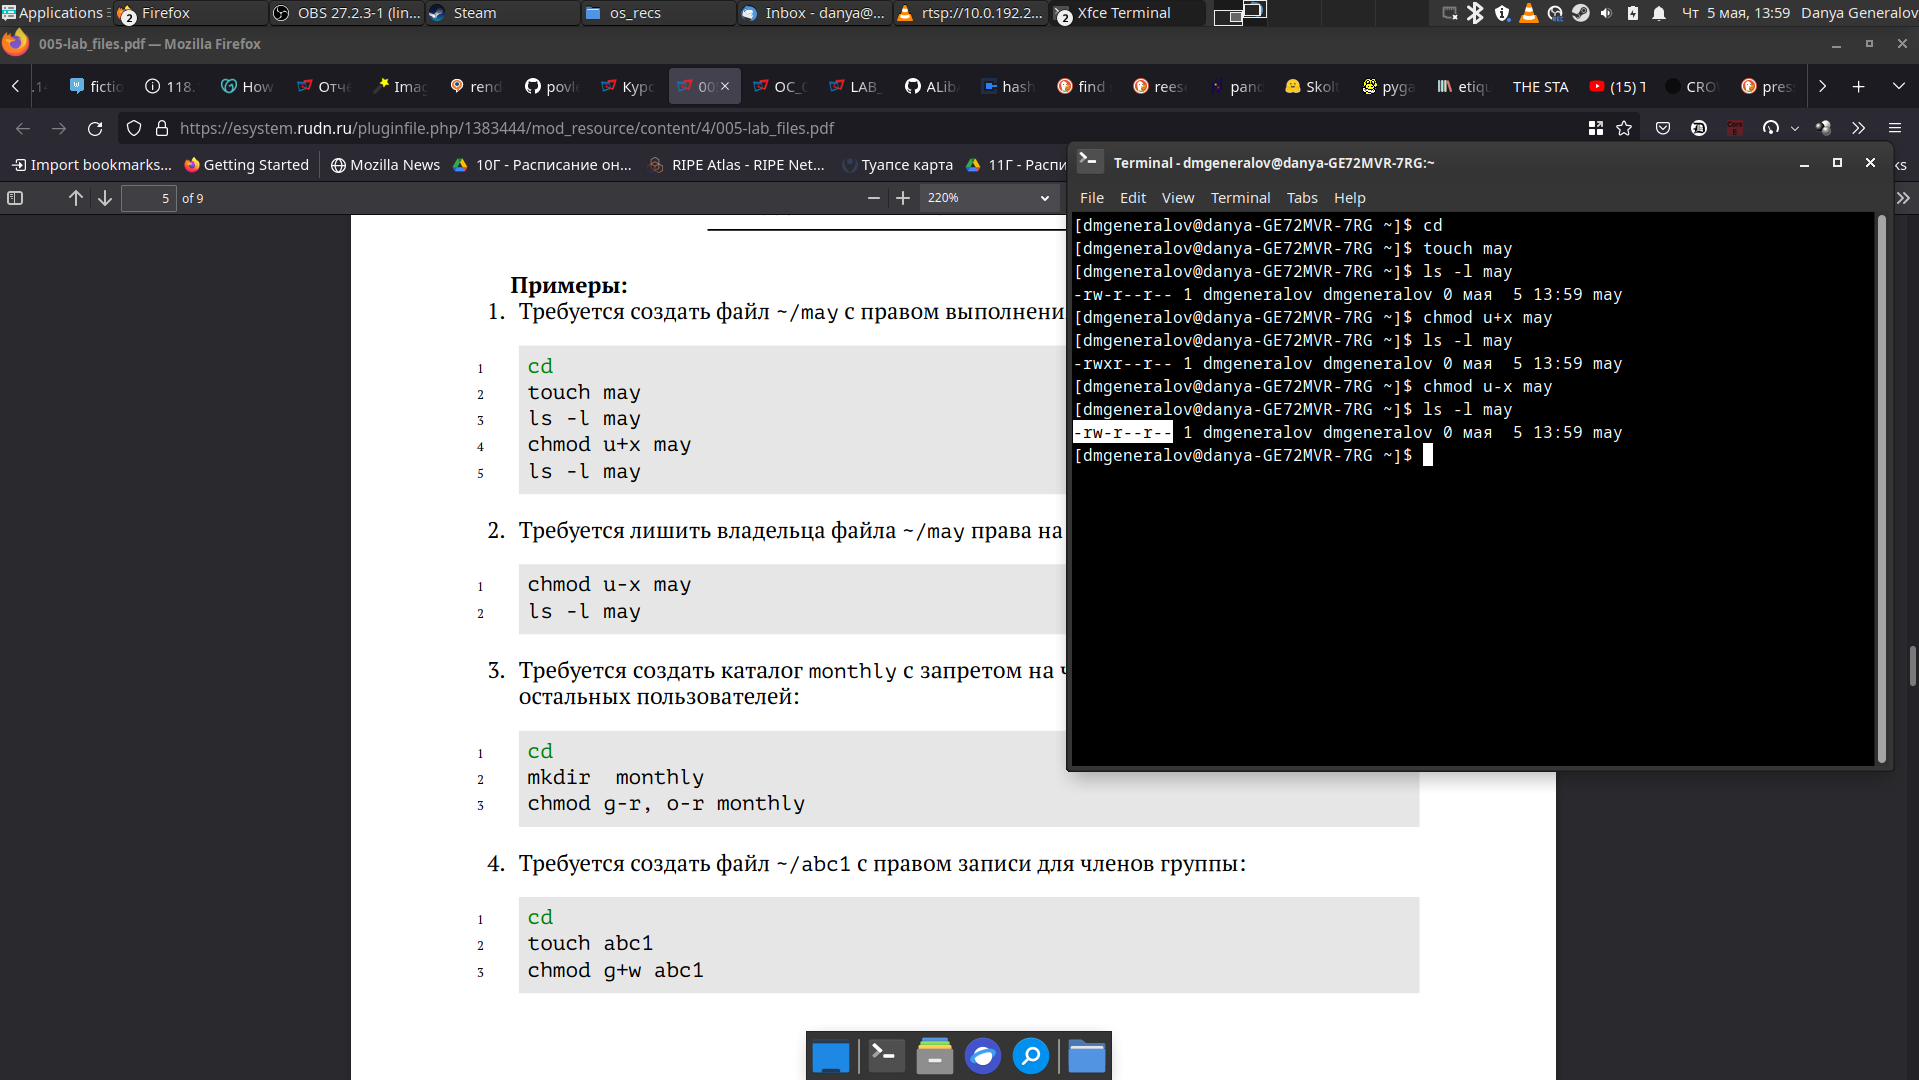 Applications
2
Firefox
OBS 27.2.3-1 (lin...
Steam
os_recs
Inbox - danya@...
rtsp://10.0.192.2...
2
Xfce Terminal
Чт 5 мая, 13:59
Danya Generalov
005-lab_files.pdf — Mozilla Firefox
fictio
118.
How
Отче
Imag
rend
povle
Курс
00
OC_
LAB_
ALib
hash
find
rees
pand
Skolt
pyga
etiqu
THE STA
(15) T
CRO
pres
https://esystem.rudn.ru/pluginfile.php/1383444/mod_resource/content/4/005-lab_files.pdf
Import bookmarks...
Getting Started
Mozilla News
10Г - Расписание он...
RIPE Atlas - RIPE Net...
Туапсе карта
11Г - Распи
ks
5
of 9
220%
Примеры:
1. Требуется создать файл ~/may с правом выполнени
1 cd
2 touch may
3 ls -l may
4 chmod u+x may
5 ls -l may
2. Требуется лишить владельца файла ~/may права на
1 chmod u-x may
2 ls -l may
3. Требуется создать каталог monthly с запретом на ч
остальных пользователей:
1 cd
2 mkdir  monthly
3 chmod g-r, o-r monthly
4. Требуется создать файл ~/abc1 с правом записи для членов группы:
1 cd
2 touch abc1
3 chmod g+w abc1
Terminal - dmgeneralov@danya-GE72MVR-7RG:~
File Edit View Terminal Tabs Help
[dmgeneralov@danya-GE72MVR-7RG ~]$ cd
[dmgeneralov@danya-GE72MVR-7RG ~]$ touch may
[dmgeneralov@danya-GE72MVR-7RG ~]$ ls -l may
-rw-r--r-- 1 dmgeneralov dmgeneralov 0 мая  5 13:59 may
[dmgeneralov@danya-GE72MVR-7RG ~]$ chmod u+x may
[dmgeneralov@danya-GE72MVR-7RG ~]$ ls -l may
-rwxr--r-- 1 dmgeneralov dmgeneralov 0 мая  5 13:59 may
[dmgeneralov@danya-GE72MVR-7RG ~]$ chmod u-x may
[dmgeneralov@danya-GE72MVR-7RG ~]$ ls -l may
-rw-r--r-- 1 dmgeneralov dmgeneralov 0 мая  5 13:59 may
[dmgeneralov@danya-GE72MVR-7RG ~]$